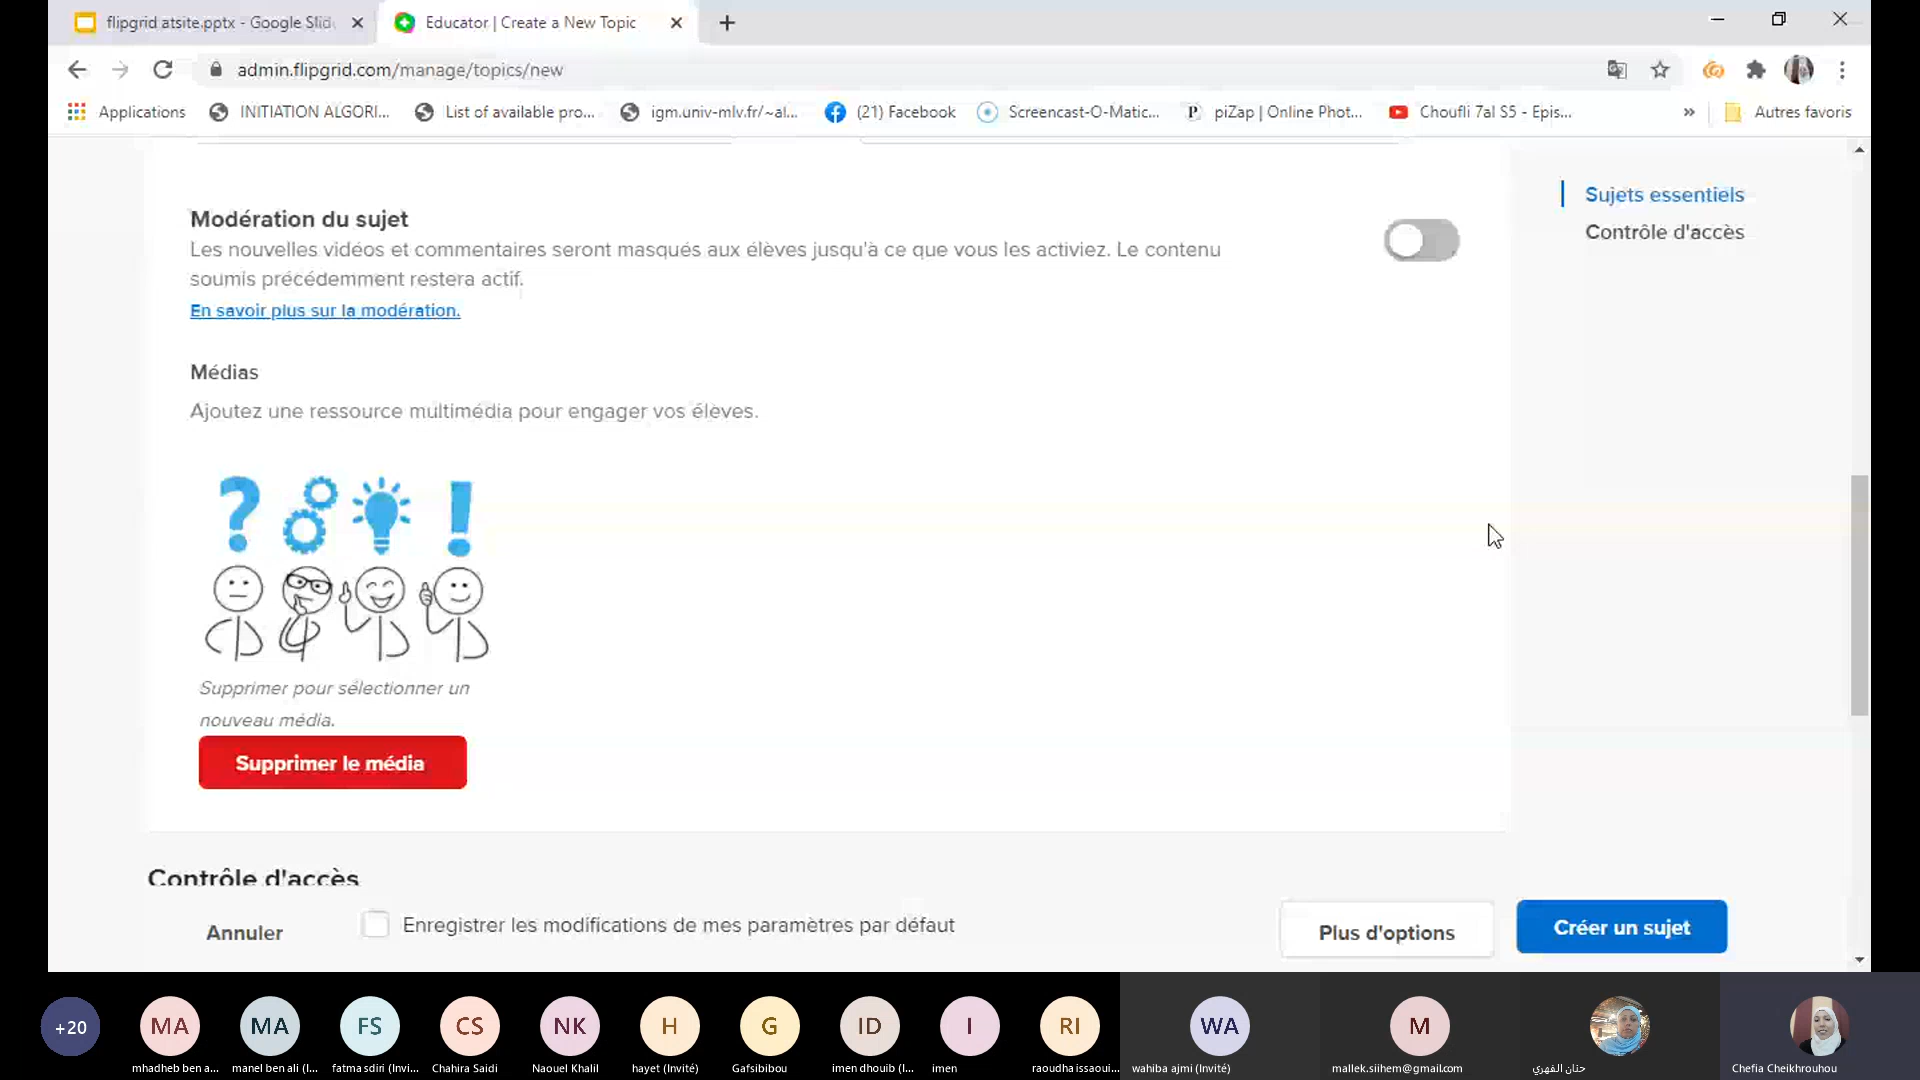 flipgrid atsite.pptx - Google Slid
Educator | Create a New Topic
admin.flipgrid.com/manage/topics/new
Applications
INITIATION ALGORI...
List of available pro...
igm.univ-mlv.fr/~al...
(21) Facebook
Screencast-O-Matic...
piZap | Online Phot...
Choufli 7al S5 - Epis...
»
Autres favoris
Sujets essentiels
Contrôle d'accès
Modération du sujet
Les nouvelles vidéos et commentaires seront masqués aux élèves jusqu'à ce que vous les activiez. Le contenu
soumis précédemment restera actif.
En savoir plus sur la modération.
Médias
Ajoutez une ressource multimédia pour engager vos élèves.
? !
Supprimer pour sélectionner un
nouveau média.
Supprimer le média
Contrôle d'accès
Annuler
Enregistrer les modifications de mes paramètres par défaut
Plus d'options
Créer un sujet
+20
MA
MA
FS
CS
NK
H
G
ID
I
RI
WA
M
mhadheb ben a...
manel ben ali (I...
fatma sdiri (Invi...
Chahira Saidi
Naouel Khalil
hayet (Invité)
Gafsibibou
imen dhouib (I...
imen
raoudha issaoui...
wahiba ajmi (Invité)
mallek.siihem@gmail.com
حنان الفهري
Chefia Cheikhrouhou